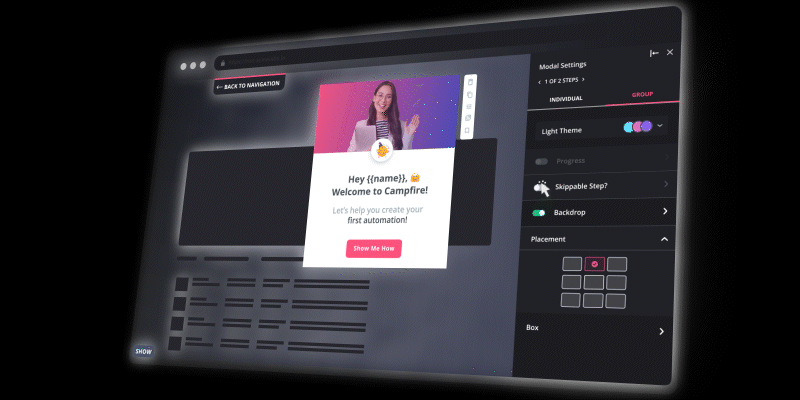 BACK TO NAVIGATION
Hey {{name}}, 🤩
Welcome to Campfire!
Let's help you create your
first automation!
Show Me How
SHOW
Modal Settings
1 OF 2 STEPS
INDIVIDUAL
GROUP
Light Theme
Progress
Skippable Step?
Backdrop
Placement
Box